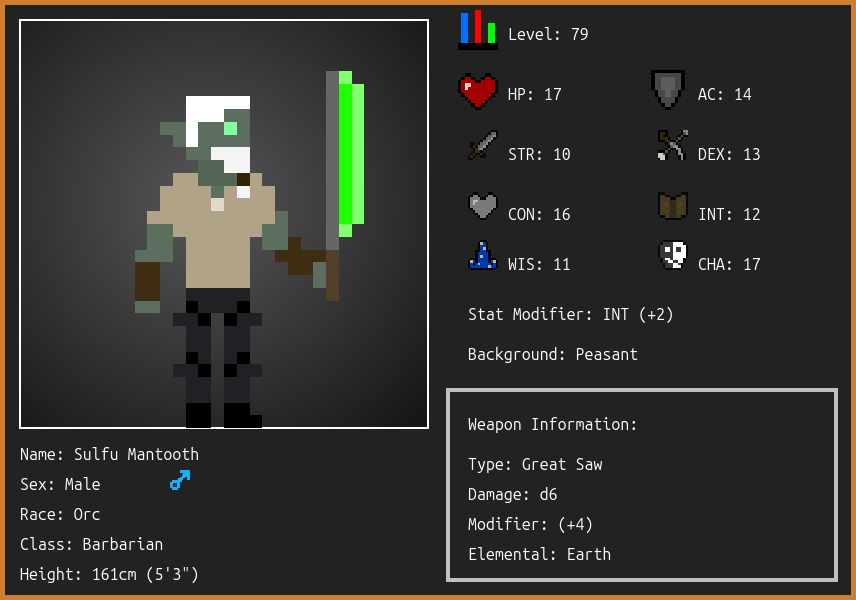 Level: 79
HP: 17
AC: 14
STR: 10
DEX: 13
CON: 16
INT: 12
WIS: 11
CHA: 17
Stat Modifier: INT (+2)
Background: Peasant
Weapon Information:
Type: Great Saw
Damage: d6
Modifier: (+4)
Elemental: Earth
Name: Sulfu Mantooth
Sex: Male
Race: Orc
Class: Barbarian
Height: 161cm (5'3")